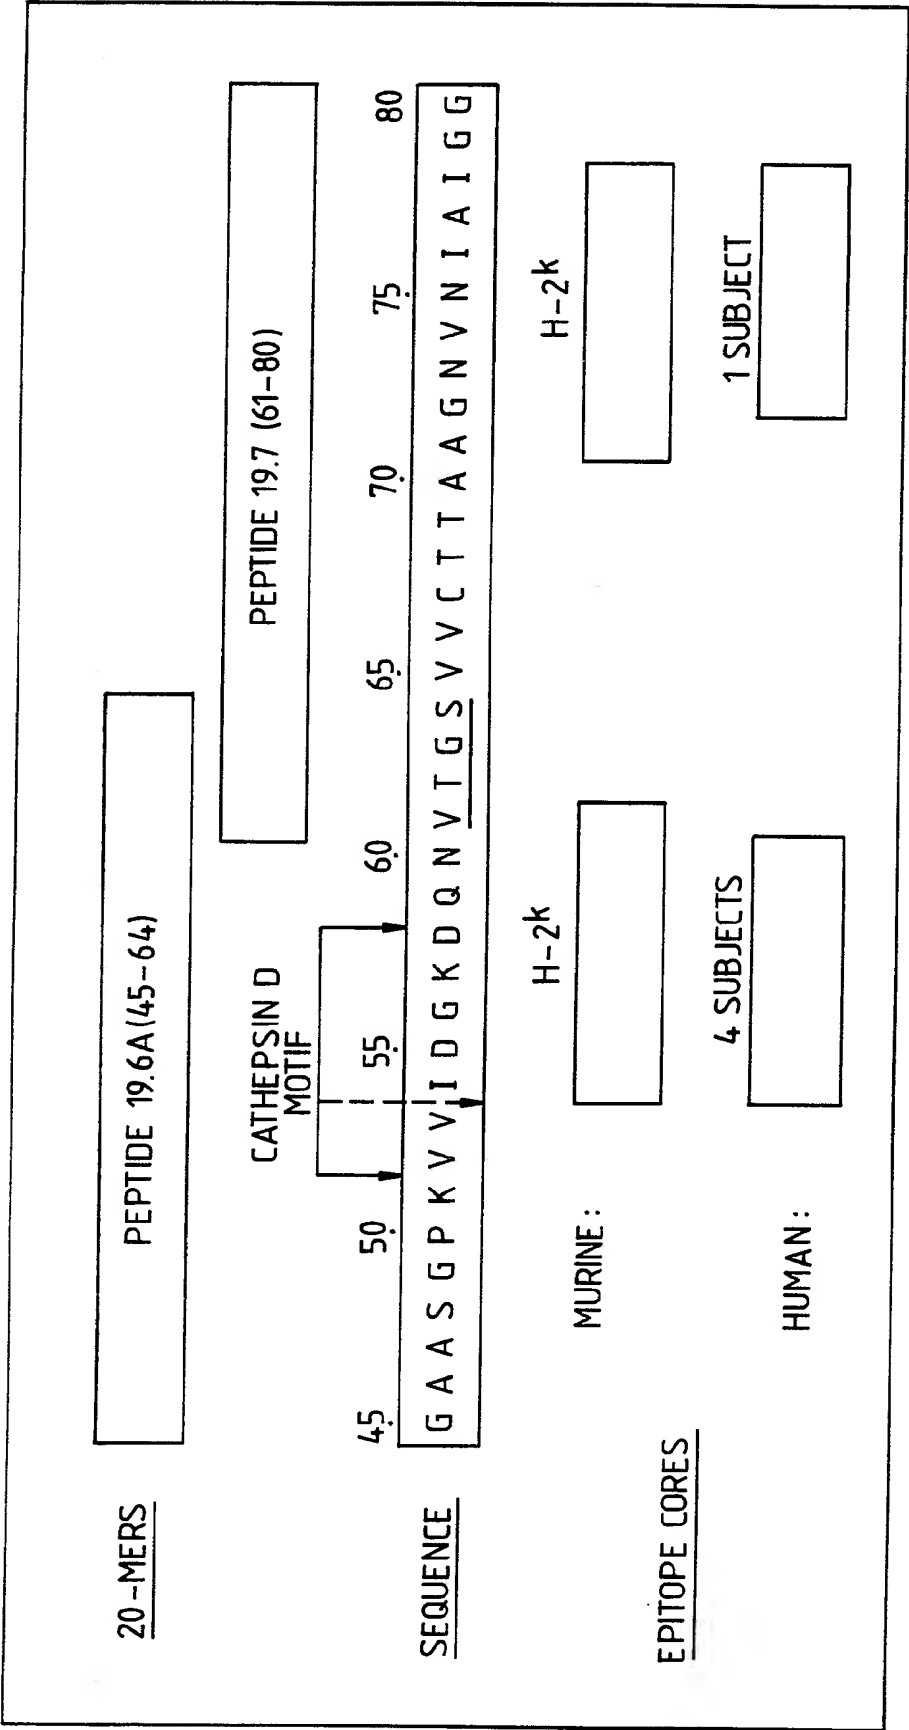 20-MERS
PEPTIDE 19.6A(45-64)
PEPTIDE 19.7 (61-80)
CATHEPSIN D
MOTIF
45 50 55 60 65 70 75 80
SEQUENCE
G A A S G P K V V I D G K D Q N V T G S V V C T T A A G N V N I A I G G
H-2k H-2k
MURINE:
EPITOPE CORES
4 SUBJECTS 1 SUBJECT
HUMAN: